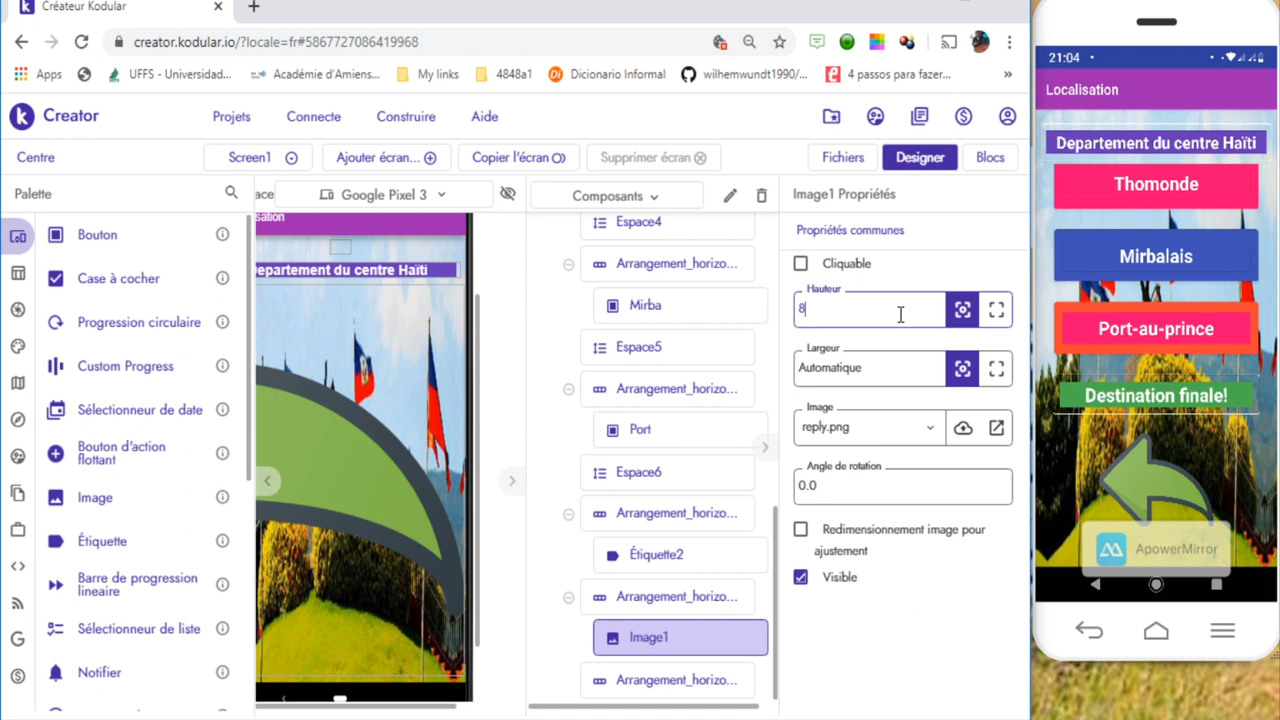 Créateur Kodular
creator.kodular.io/?locale=fr#5867727086419968
Apps
UFFS - Universidad...
Académie d'Amiens...
My links
4848a1
Dicionario Informal
wilhemwundt1990/...
4 passos para fazer...
»
Creator
Projets
Connecte
Construire
Aide
Centre
Screen1
Ajouter écran...
Copier l'écran
Supprimer écran
Fichiers
Designer
Blocs
Palette
Bouton
Case à cocher
Progression circulaire
Custom Progress
Sélectionneur de date
Bouton d'action
flottant
Image
Étiquette
Barre de progression
lineaire
Sélectionneur de liste
Notifier
Google Pixel 3
sation
Departement du centre Haïti
Composants
Espace4
Arrangement_horizo...
Mirba
Espace5
Arrangement_horizo...
Port
Espace6
Arrangement_horizo...
Étiquette2
Arrangement_horizo...
Image1
Arrangement_horizo...
Image1 Propriétés
Propriétés communes
Cliquable
Hauteur
8
Largeur
Automatique
Image
reply.png
Angle de rotation
0.0
Redimensionnement image pour
ajustement
Visible
21:04
Localisation
Departement du centre Haïti
Thomonde
Mirbalais
Port-au-prince
Destination finale!
ApowerMirror